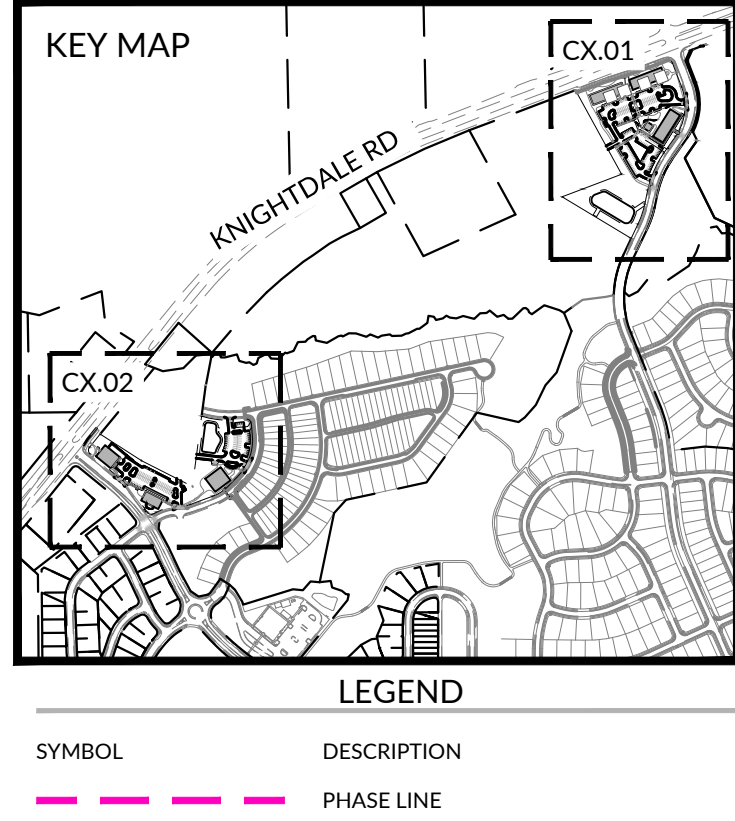 KEY MAP
CX.01
KNIGHTDALE RD
CX.02
LEGEND
SYMBOL DESCRIPTION
PHASE LINE